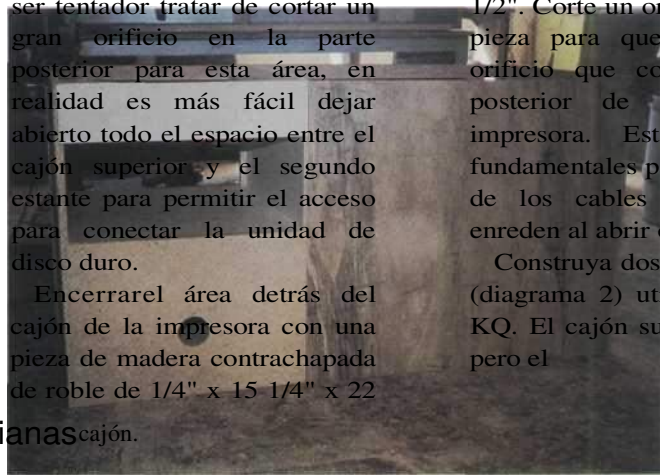 ser tentador tratar de cortar un
gran orificio en la parte
posterior para esta área, en
realidad es más fácil dejar
abierto todo el espacio entre el
cajón superior y el segundo
estante para permitir el acceso
para conectar la unidad de
disco duro.
Encerrarel área detrás del
cajón de la impresora con una
pieza de madera contrachapada
de roble de 1/4" x 15 1/4" x 22
ianas cajón.
1/2". Corte un
pieza para que
orificio que
posterior de
impresora.
fundamentales
de los cables
enreden al abrir
Construya dos
(diagrama 2)
KQ. El cajón
pero el